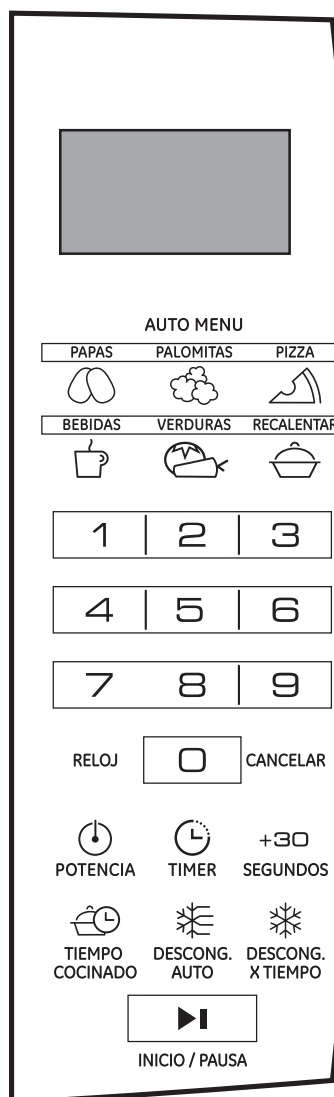 AUTO MENU
PAPAS PALOMITAS PIZZA
BEBIDAS VERDURAS RECALENTAR
1 2 3
4 5 6
7 8 9
RELOJ 0 CANCELAR
+30
POTENCIA TIMER SEGUNDOS
TIEMPO DESCONG. DESCONG.
COCINADO AUTO X TIEMPO
INICIO / PAUSA